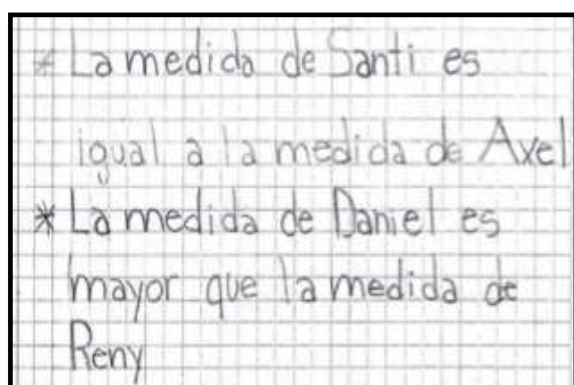 * La medida de Santi es
igual a la medida de Axel
* La medida de Daniel es
mayor que la medida de
Reny